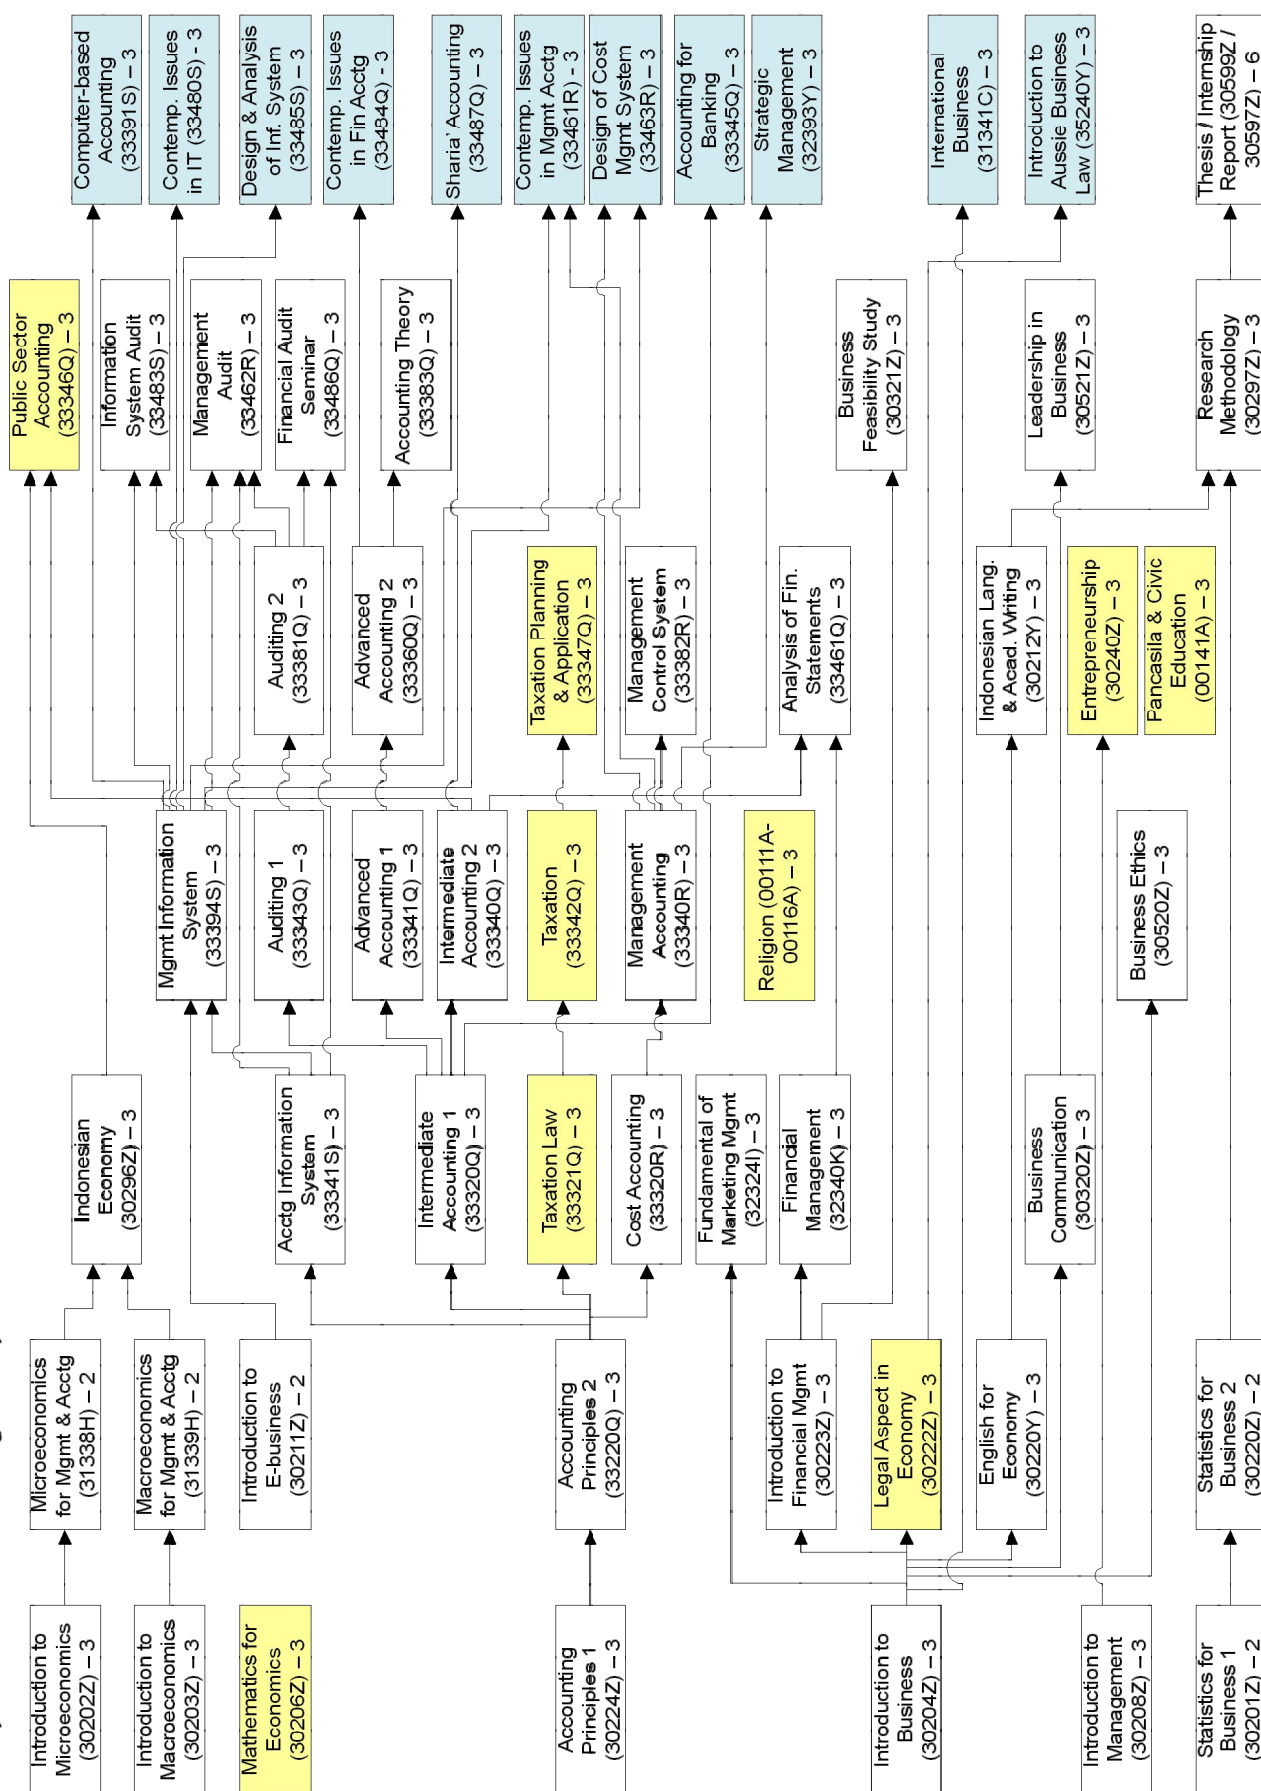 Introduction to
Microeconomics
(30202Z) – 3
Introduction to
Macroeconomics
(30203Z) – 3
Mathematics for
Economics
(30206Z) – 3
Accounting
Principles 1
(30224Z) – 3
Introduction to
Business
(30204Z) – 3
Introduction to
Management
(30208Z) – 3
Statistics for
Business 1
(30201Z) – 2
Microeconomics
for Mgmt & Acctg
(31338H) – 2
Macroeconomics
for Mgmt & Acctg
(31339H) – 2
Introduction to
E-business
(30211Z) – 2
Accounting
Principles 2
(33220Q) – 3
Introduction to
Financial Mgmt
(30223Z) – 3
Legal Aspect in
Economy
(30222Z) – 3
English for
Economy
(30220Y) – 3
Statistics for
Business 2
(30220Z) – 2
Indonesian
Economy
(30296Z) – 3
Acctg Information
System
(33341S) – 3
Intermediate
Accounting 1
(33320Q) – 3
Taxation Law
(33321Q) – 3
Cost Accounting
(33320R) – 3
Fundamental of
Marketing Mgmt
(32324I) – 3
Financial
Management
(32340K) – 3
Business
Communication
(30320Z) – 3
Mgmt Information
System
(33394S) – 3
Auditing 1
(33343Q) – 3
Advanced
Accounting 1
(33341Q) – 3
Intermediate
Accounting 2
(33340Q) – 3
Taxation
(33342Q) – 3
Management
Accounting
(33340R) – 3
Religion (00111A-
00116A) – 3
Business Ethics
(30520Z) – 3
Auditing 2
(33381Q) – 3
Advanced
Accounting 2
(33360Q) – 3
Taxation Planning
& Application
(33347Q) – 3
Management
Control System
(33382R) – 3
Analysis of Fin.
Statements
(33461Q) – 3
Indonesian Lang.
& Acad. Writing
(30212Y) – 3
Entrepreneurship
(30240Z) – 3
Pancasila & Civic
Education
(00141A) – 3
Public Sector
Accounting
(33346Q) – 3
Information
System Audit
(33483S) – 3
Management
Audit
(33462R) – 3
Financial Audit
Seminar
(33486Q) – 3
Accounting Theory
(33383Q) – 3
Business
Feasibility Study
(30321Z) – 3
Leadership in
Business
(30521Z) – 3
Research
Methodology
(30297Z) – 3
Computer-based
Accounting
(33391S) – 3
Contemp. Issues
in IT (33480S) - 3
Design & Analysis
of Inf. System
(33485S) – 3
Contemp. Issues
in Fin Acctg
(33484Q) - 3
Sharia' Accounting
(33487Q) – 3
Contemp. Issues
in Mgmt Acctg
(33461R) - 3
Design of Cost
Mgmt System
(33463R) – 3
Accounting for
Banking
(33345Q) – 3
Strategic
Management
(32393Y) – 3
International
Business
(31341C) – 3
Introduction to
Aussie Business
Law (35240Y) – 3
Thesis / Internship
Report (30599Z /
30597Z) – 6